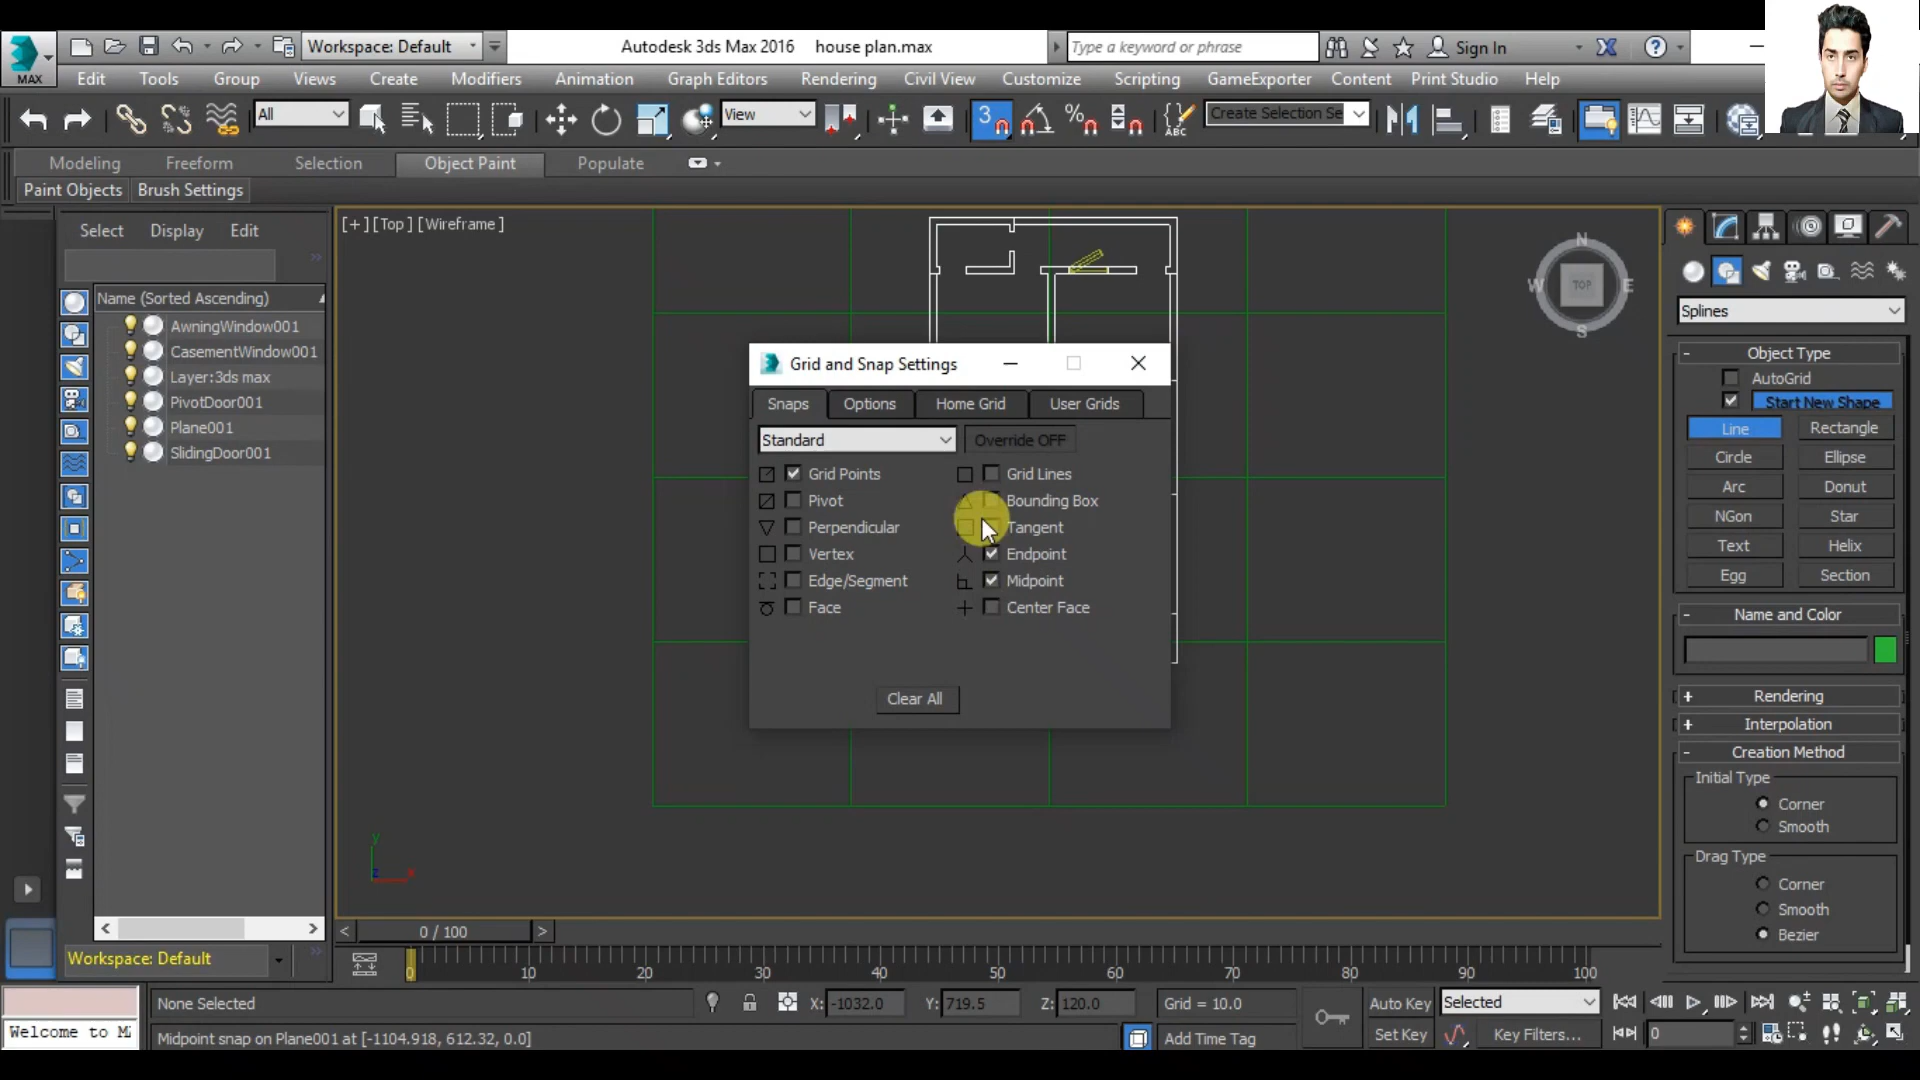 Workspace: Default
Autodesk 3ds Max 2016 house plan.max
Type a keyword or phrase
Sign In
MAX
Edit Tools Group Views Create Modifiers Animation Graph Editors Rendering Civil View Customize Scripting GameExporter Content Print Studio Help
All
View
3
%
ABC
Create Selection Se
Modeling Freeform Selection Object Paint Populate
Paint Objects Brush Settings
Select Display Edit
Name (Sorted Ascending)
AwningWindow001
CasementWindow001
Layer:3ds max
PivotDoor001
Plane001
SlidingDoor001
Workspace: Default
[+] [Top] [Wireframe]
N
W TOP E
S
y
z x
Grid and Snap Settings
Snaps Options Home Grid User Grids
Standard Override OFF
Grid Points Grid Lines
Pivot Bounding Box
Perpendicular Tangent
Vertex Endpoint
Edge/Segment Midpoint
Face Center Face
Clear All
Splines
- Object Type
AutoGrid
Start New Shape
Line Rectangle
Circle Ellipse
Arc Donut
NGon Star
Text Helix
Egg Section
- Name and Color
+ Rendering
+ Interpolation
- Creation Method
Initial Type
Corner
Smooth
Drag Type
Corner
Smooth
Bezier
< 0 / 100 >
0 10 20 30 40 50 60 70 80 90 100
None Selected X: -1032.0 Y: 719.5 Z: 120.0 Grid = 10.0 Auto Key Selected
Welcome to M
Midpoint snap on Plane001 at [-1104.918, 612.32, 0.0] Add Time Tag Set Key Key Filters... 0